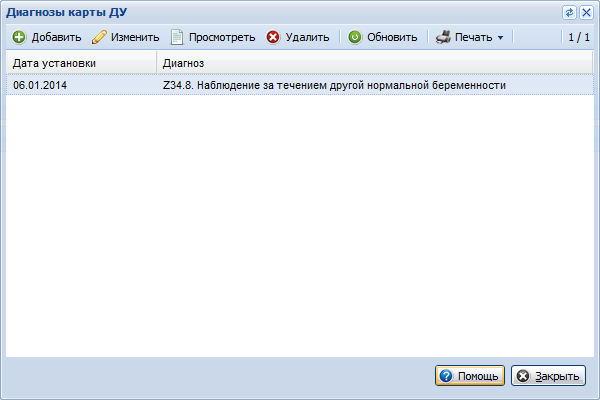 Диагнозы карты ДУ
Добавить Изменить Просмотреть Удалить Обновить Печать 1 / 1
Дата установки Диагноз
06.01.2014 Z34.8. Наблюдение за течением другой нормальной беременности
Помощь Закрыть